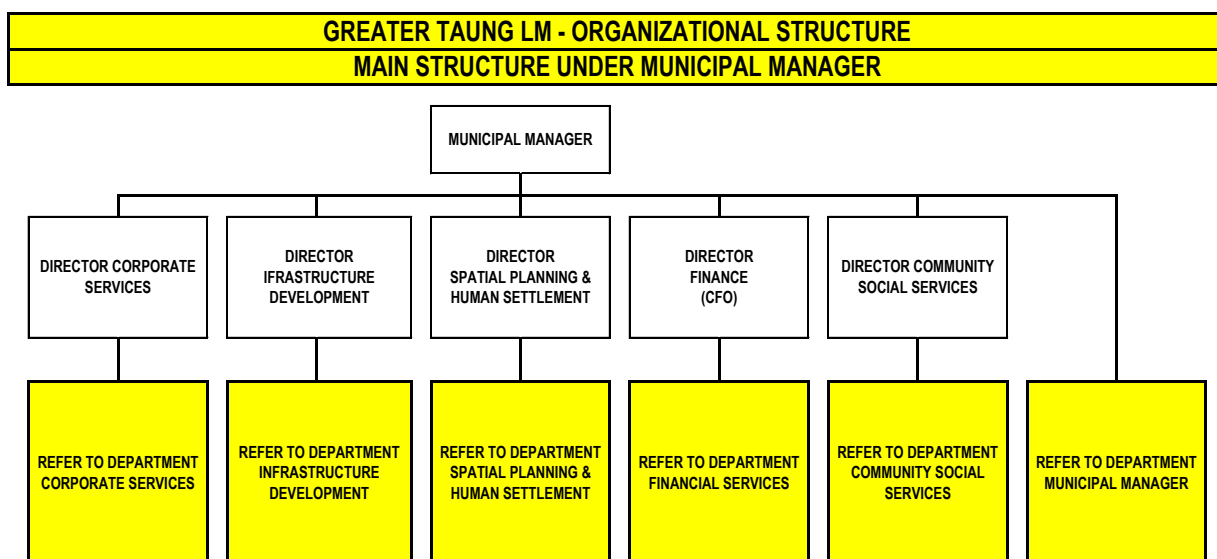 GREATER TAUNG LM - ORGANIZATIONAL STRUCTURE
MAIN STRUCTURE UNDER MUNICIPAL MANAGER
MUNICIPAL MANAGER
DIRECTOR CORPORATE
SERVICES
DIRECTOR
IFRASTRUCTURE
DEVELOPMENT
DIRECTOR
SPATIAL PLANNING &
HUMAN SETTLEMENT
DIRECTOR
FINANCE
(CFO)
DIRECTOR COMMUNITY
SOCIAL SERVICES
REFER TO DEPARTMENT
CORPORATE SERVICES
REFER TO DEPARTMENT
INFRASTRUCTURE
DEVELOPMENT
REFER TO DEPARTMENT
SPATIAL PLANNING &
HUMAN SETTLEMENT
REFER TO DEPARTMENT
FINANCIAL SERVICES
REFER TO DEPARTMENT
COMMUNITY SOCIAL
SERVICES
REFER TO DEPARTMENT
MUNICIPAL MANAGER